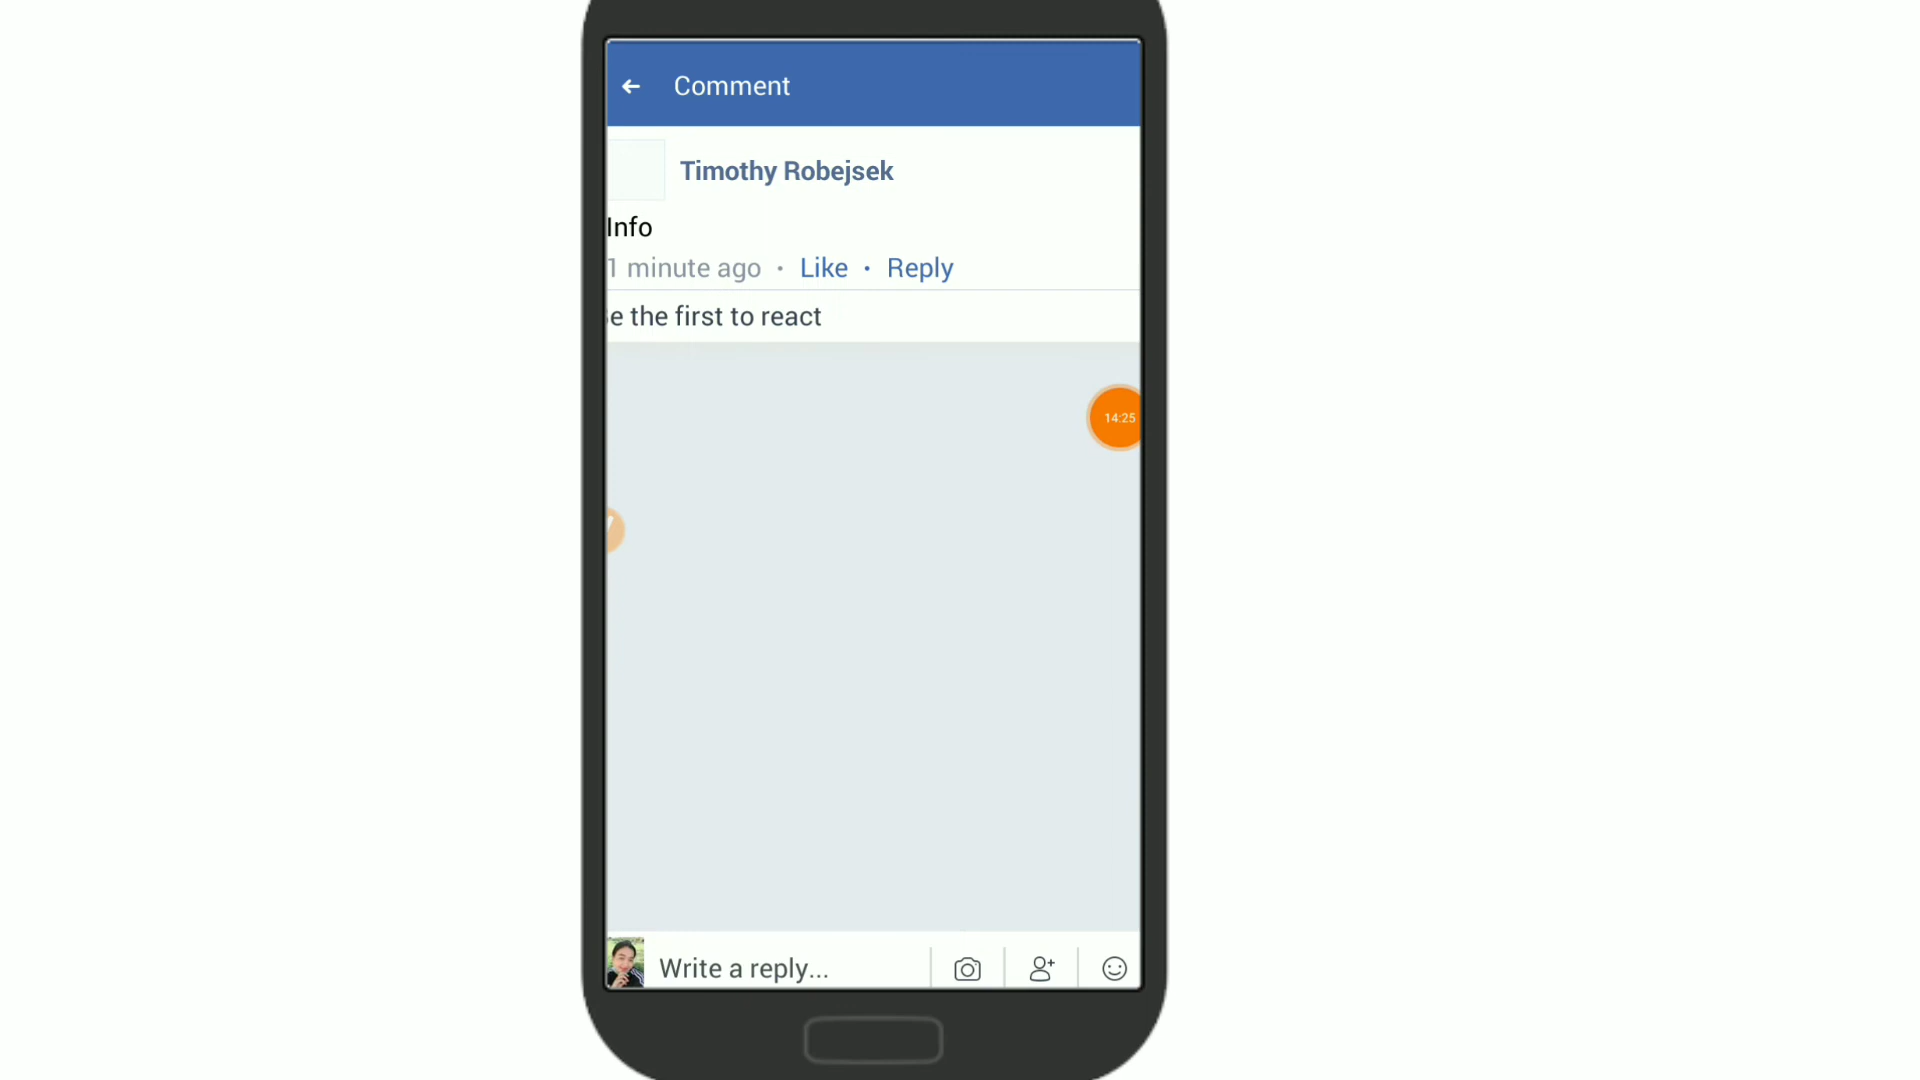 Comment
Timothy Robejsek
Info
1 minute ago · Like · Reply
e the first to react
14:25
Write a reply...